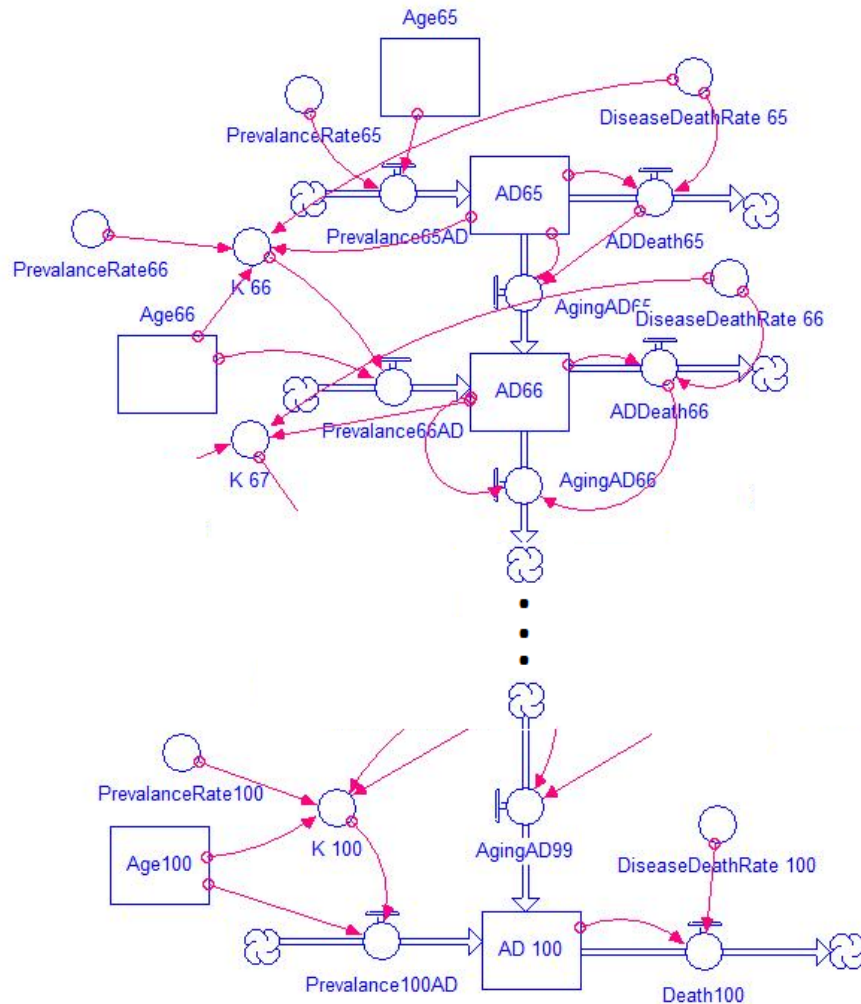 Age65
PrevalanceRate65
DiseaseDeathRate 65
AD65
Prevalance65AD
ADDeath65
PrevalanceRate66
K 66
AgingAD65
DiseaseDeathRate 66
Age66
AD66
Prevalance66AD
ADDeath66
K 67
AgingAD66
PrevalanceRate100
K 100
AgingAD99
Age100
DiseaseDeathRate 100
AD 100
Prevalance100AD
Death100